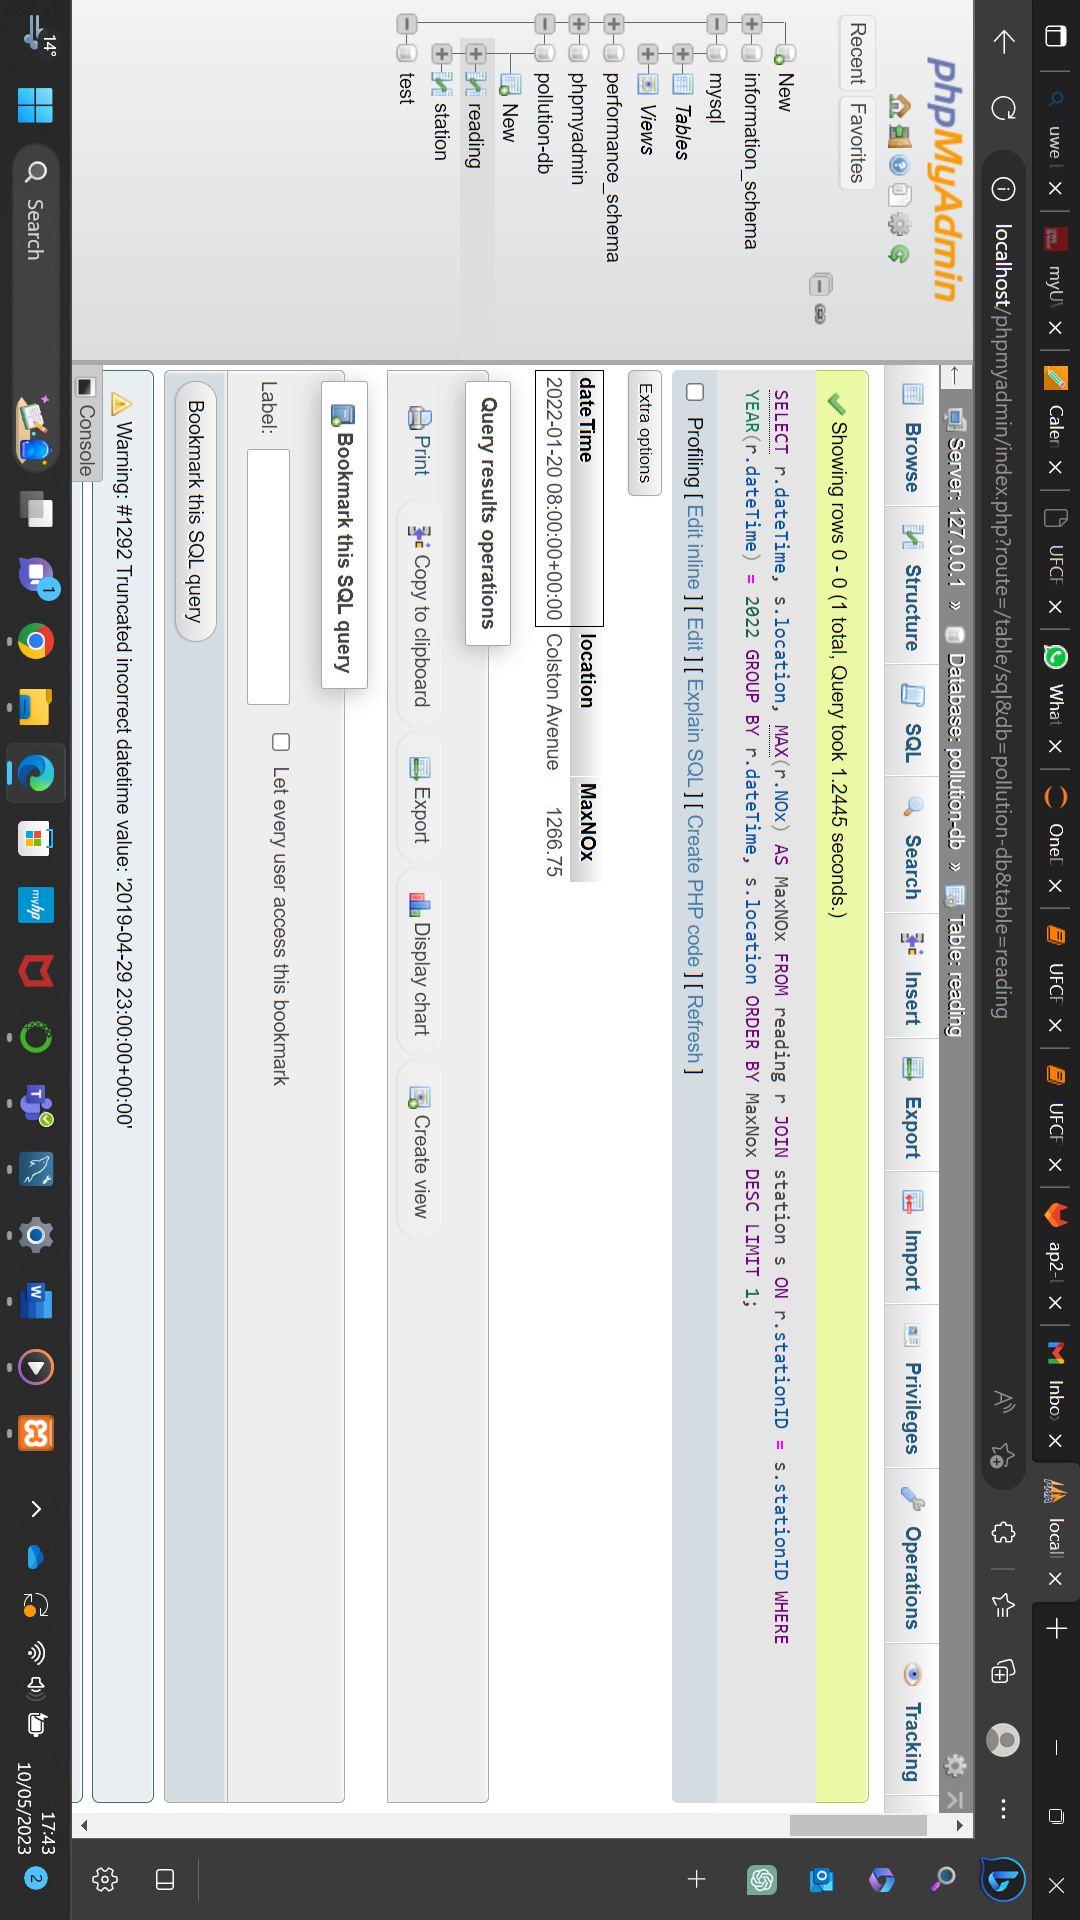 uwe
myU
Caler
UFCF
What
OneD
UFCF
UFCF
ap2-
Inbo
locall
localhost/phpmyadmin/index.php?route=/table/sql&db=pollution-db&table=reading
phpMyAdmin
Recent Favorites
New
information_schema
mysql
Tables
Views
performance_schema
phpmyadmin
pollution-db
New
reading
station
test
Server: 127.0.0.1 » Database: pollution-db » Table: reading
Browse Structure SQL Search Insert Export Import Privileges Operations Tracking
Showing rows 0 - 0 (1 total, Query took 1.2445 seconds.)
SELECT r.dateTime, s.location, MAX(r.NOx) AS MaxNOx FROM reading r JOIN station s ON r.stationID = s.stationID WHERE
YEAR(r.dateTime) = 2022 GROUP BY r.dateTime, s.location ORDER BY MaxNox DESC LIMIT 1;
Profiling [ Edit inline ] [ Edit ] [ Explain SQL ] [ Create PHP code ] [ Refresh ]
Extra options
dateTime location MaxNOx
2022-01-20 08:00:00+00:00 Colston Avenue 1266.75
Query results operations
Print Copy to clipboard Export Display chart Create view
Bookmark this SQL query
Label: Let every user access this bookmark
Bookmark this SQL query
Warning: #1292 Truncated incorrect datetime value: '2019-04-29 23:00:00+00:00'
Console
14°
Search
1
myhp
17:43
10/05/2023
2